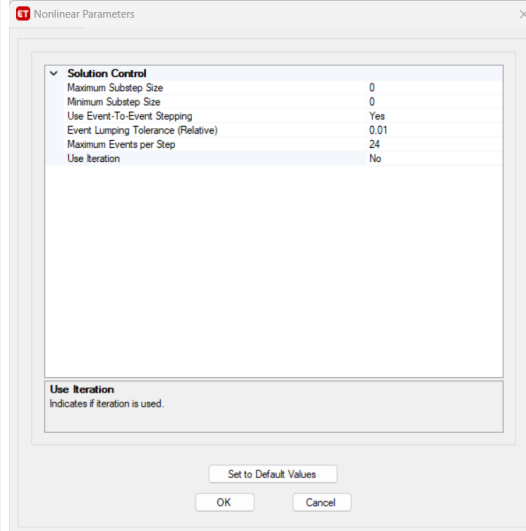 ET Nonlinear Parameters
Solution Control
Maximum Substep Size 0
Minimum Substep Size 0
Use Event-To-Event Stepping Yes
Event Lumping Tolerance (Relative) 0.01
Maximum Events per Step 24
Use Iteration No
Use Iteration
Indicates if iteration is used.
Set to Default Values
OK Cancel